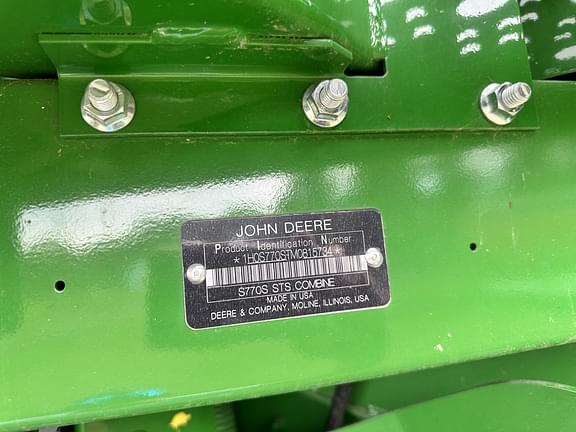 JOHN DEERE
Product Identification Number
*1H0S770STM0815734*
S770S STS COMBINE
MADE IN USA
DEERE & COMPANY, MOLINE, ILLINOIS, USA